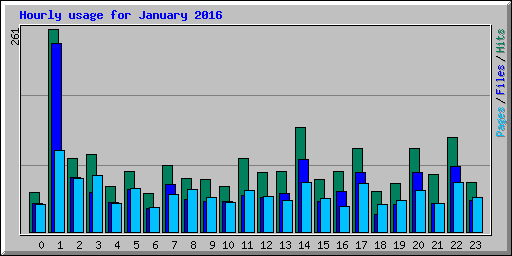 Hourly usage for January 2016
261
Pages / Files / Hits
0 1 2 3 4 5 6 7 8 9 10 11 12 13 14 15 16 17 18 19 20 21 22 23